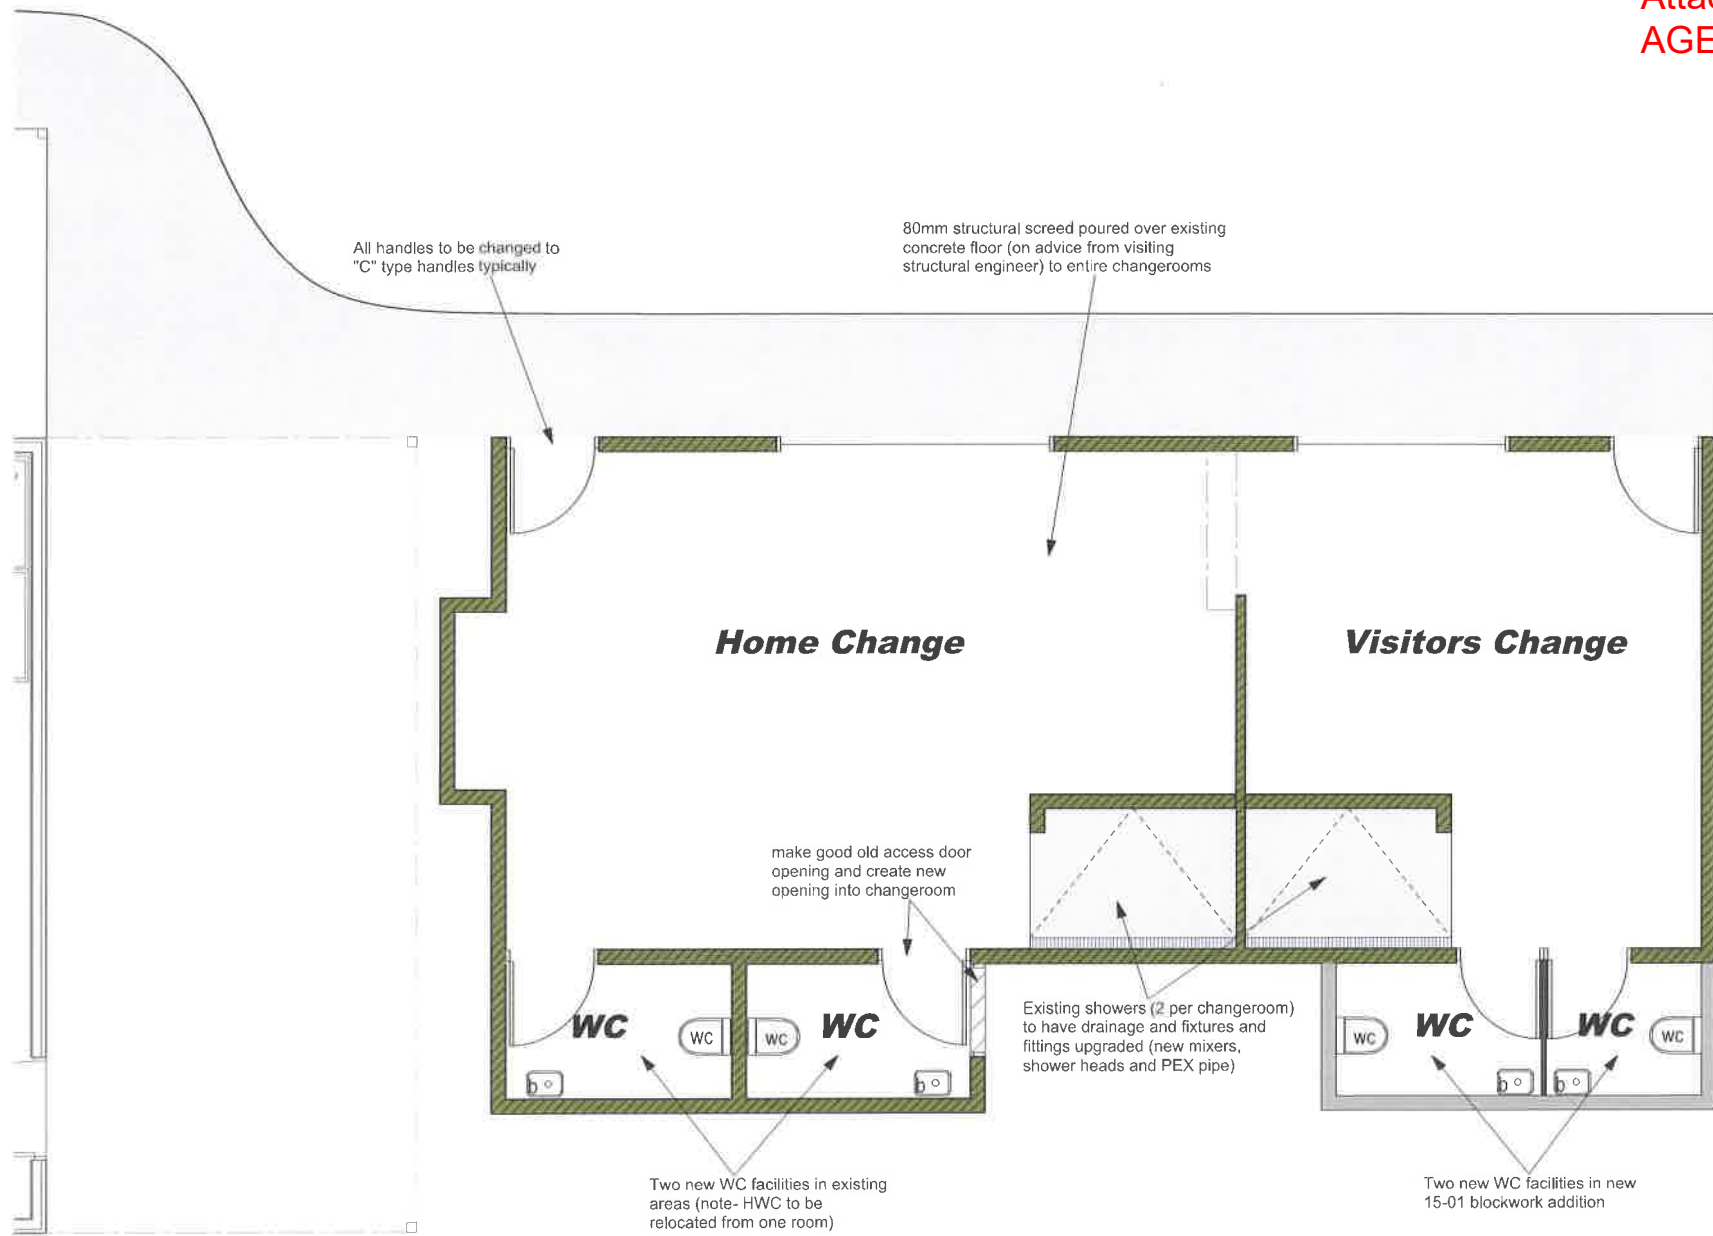 AGE
All handles to be changed to
"C" type handles typically
80mm structural screed poured over existing
concrete floor (on advice from visiting
structural engineer) to entire changerooms
Home Change
Visitors Change
make good old access door
opening and create new
opening into changeroom
Existing showers (2 per changeroom)
to have drainage and fixtures and
fittings upgraded (new mixers,
shower heads and PEX pipe)
WC
WC
WC
WC
WC
WC
WC
WC
Two new WC facilities in existing
areas (note- HWC to be
relocated from one room)
Two new WC facilities in new
15-01 blockwork addition